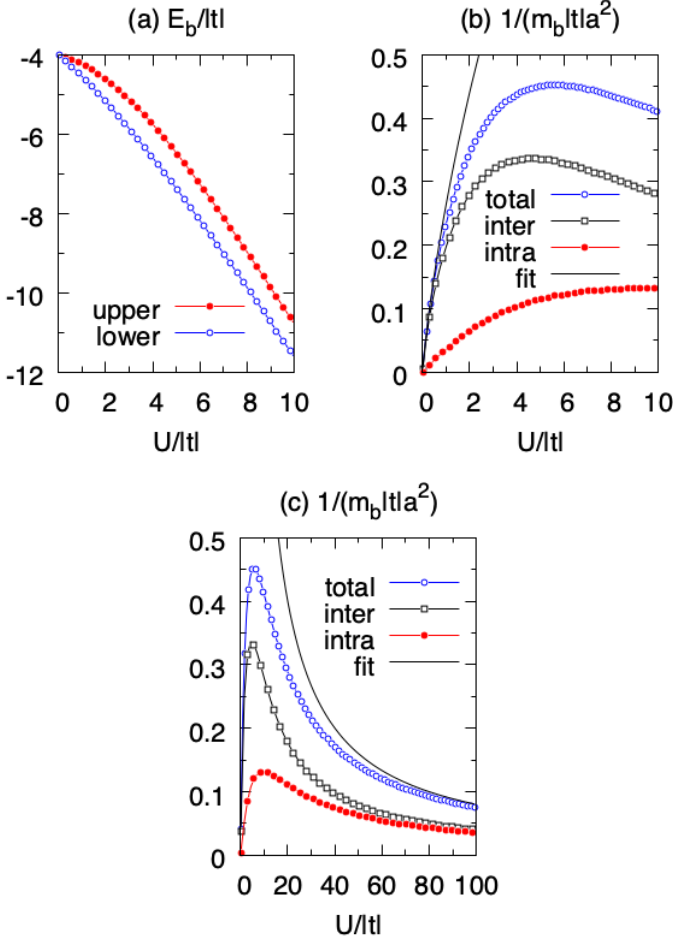 (a) E_b/|t|
-4
-6
-8
-10
-12
upper
lower
0 2 4 6 8 10
U/|t|
(b) 1/(m_b|t|a^2)
0.5
0.4
0.3
0.2
0.1
0
total
inter
intra
fit
0 2 4 6 8 10
U/|t|
(c) 1/(m_b|t|a^2)
0.5
0.4
0.3
0.2
0.1
0
total
inter
intra
fit
0 20 40 60 80 100
U/|t|